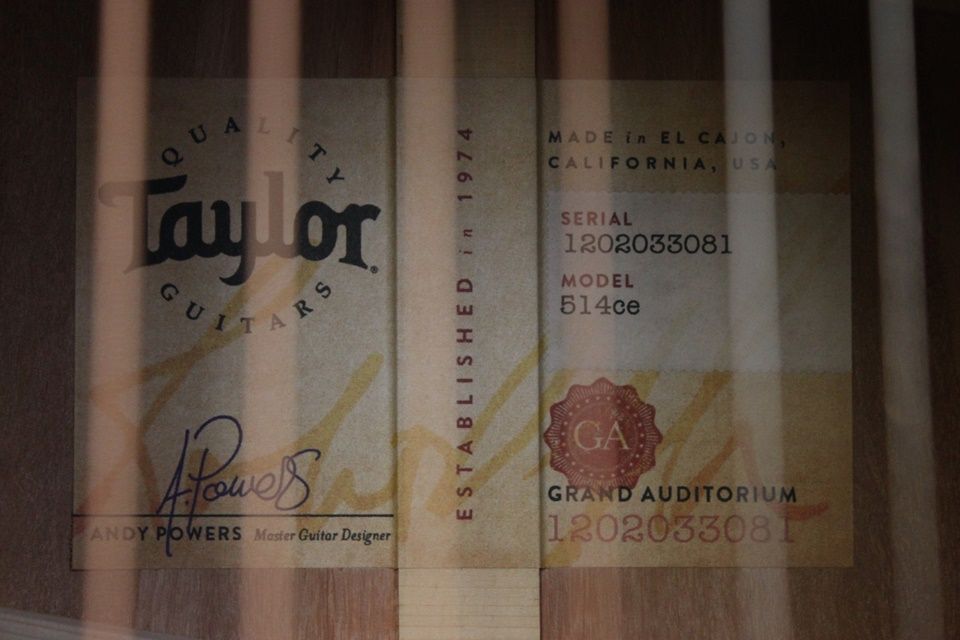 QUALITY
Taylor
GUITARS
A. Powers
ANDY POWERS Master Guitar Designer
ESTABLISHED in 1974
MADE in EL CAJON,
CALIFORNIA, USA
SERIAL
1202033081
MODEL
514ce
GA
GRAND AUDITORIUM
1202033081